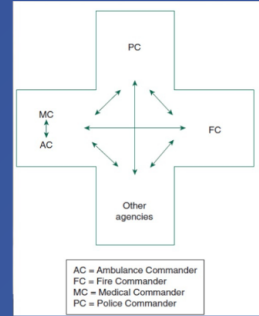 PC
MC
AC
FC
Other
agencies
AC = Ambulance Commander
FC = Fire Commander
MC = Medical Commander
PC = Police Commander